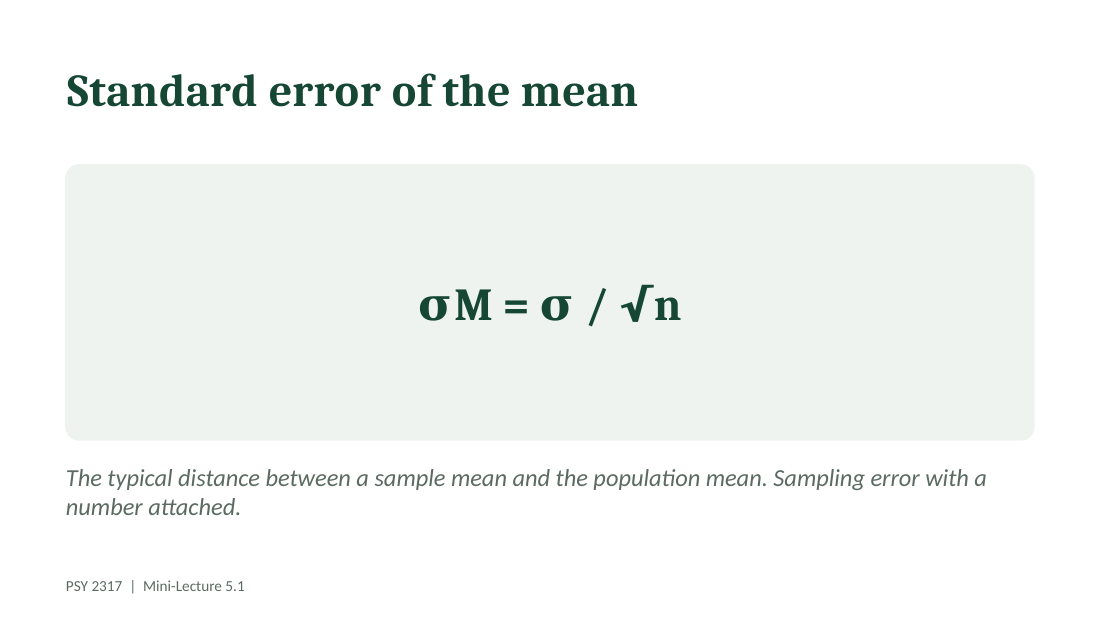 Standard error of the mean
σM = σ / √n
The typical distance between a sample mean and the population mean. Sampling error with a
number attached.
PSY 2317 | Mini-Lecture 5.1